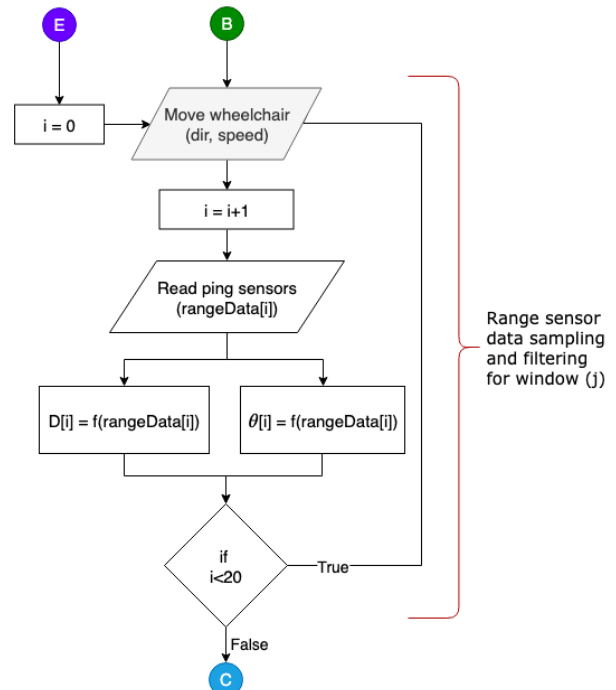 E
B
i = 0
Move wheelchair
(dir, speed)
i = i+1
Read ping sensors
(rangeData[i])
D[i] = f(rangeData[i])
θ[i] = f(rangeData[i])
if
i<20
True
False
C
Range sensor
data sampling
and filtering
for window (j)